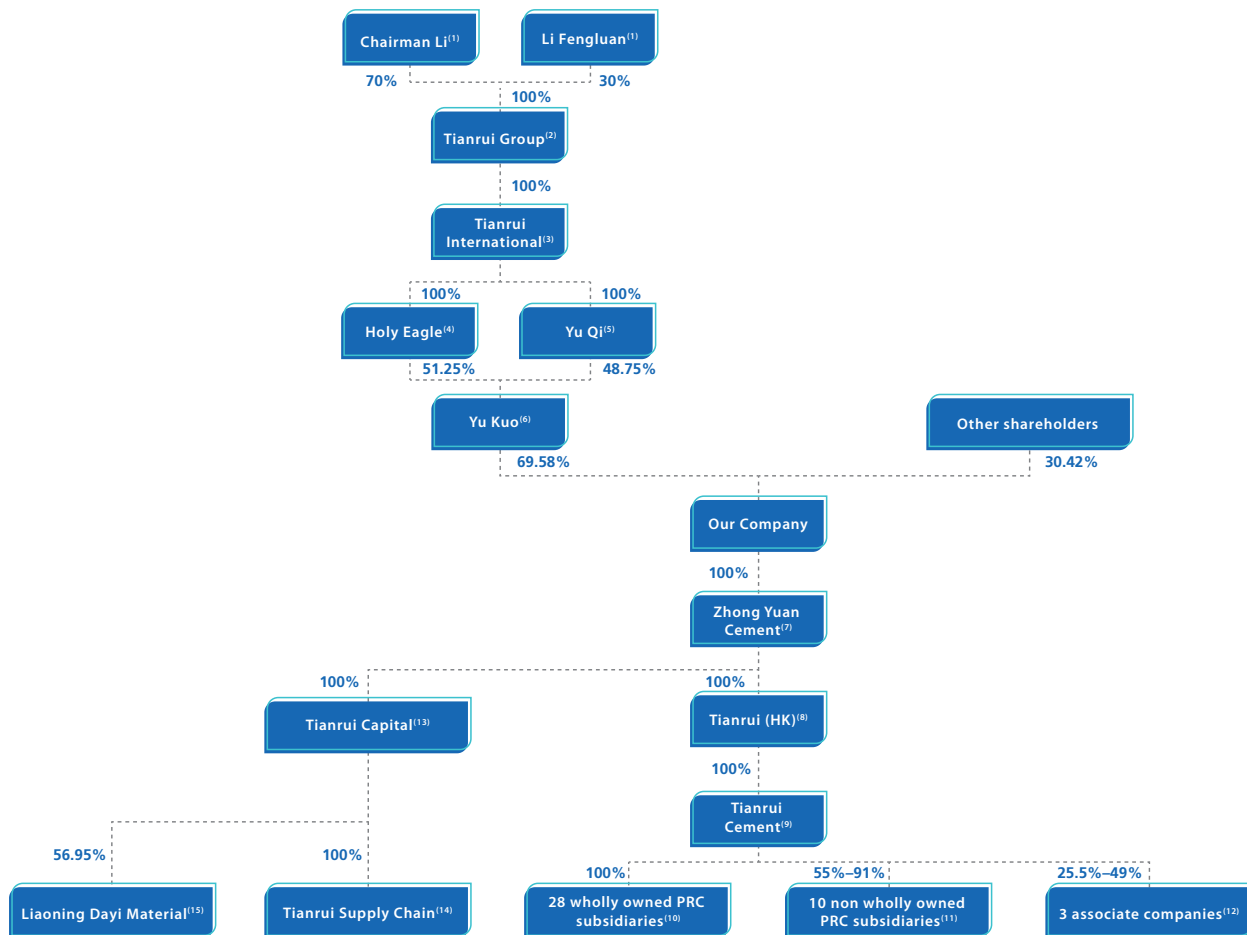 Chairman Li(1)
Li Fengluan(1)
70%
30%
100%
Tianrui Group(2)
100%
Tianrui
International(3)
100%
100%
Holy Eagle(4)
Yu Qi(5)
51.25%
48.75%
Yu Kuo(6)
Other shareholders
69.58%
30.42%
Our Company
100%
Zhong Yuan
Cement(7)
100%
100%
Tianrui Capital(13)
Tianrui (HK)(8)
100%
Tianrui
Cement(9)
56.95%
100%
100%
55%–91%
25.5%–49%
Liaoning Dayi Material(15)
Tianrui Supply Chain(14)
28 wholly owned PRC
subsidiaries(10)
10 non wholly owned
PRC subsidiaries(11)
3 associate companies(12)